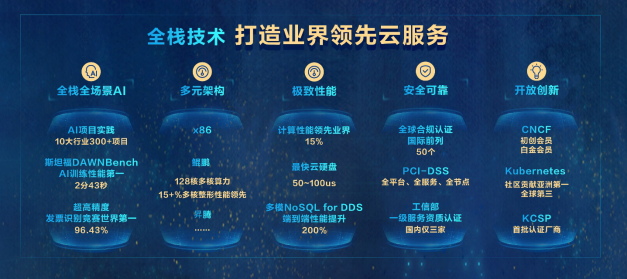 全栈技术 打造业界领先云服务
全栈全场景AI
AI项目实践
10大行业300+项目
斯坦福DAWNBench
AI训练性能第一
2分43秒
超高精度
发票识别竞赛世界第一
96.43%
多元架构
x86
鲲鹏
128核多核算力
15+%多核整形性能领先
昇腾
……
极致性能
计算性能领先业界
15%
最快云硬盘
50~100us
多模NoSQL for DDS
端到端性能提升
200%
安全可靠
全球合规认证
国际前列
50个
PCI-DSS
全平台、全服务、全节点
工信部
一级服务资质认证
国内仅三家
开放创新
CNCF
初创会员
白金会员
Kubernetes
社区贡献亚洲第一
全球第三
KCSP
首批认证厂商